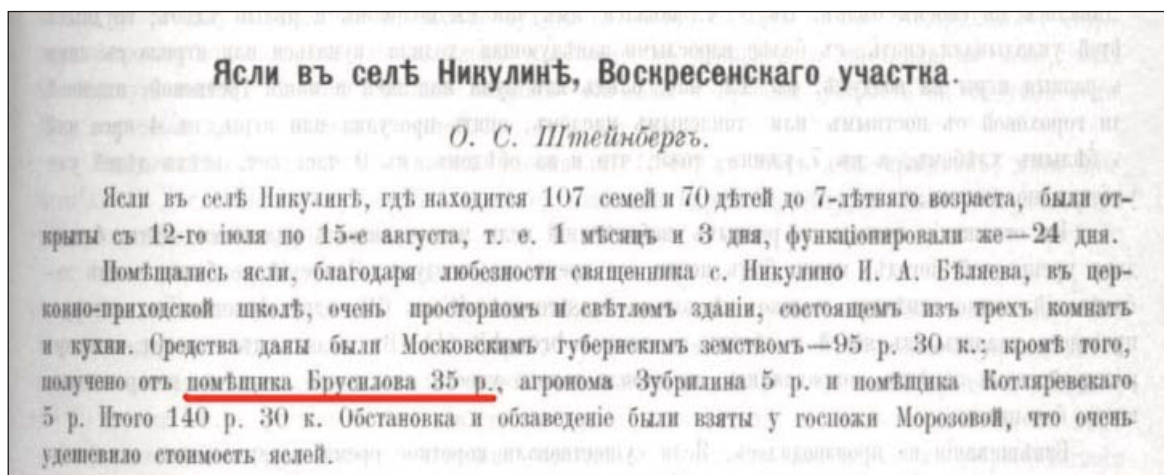 Ясли въ селѣ Никулинѣ, Воскресенскаго участка.
О. С. Штейнбергъ.
Ясли въ селѣ Никулинѣ, гдѣ находится 107 семей и 70 дѣтей до 7-лѣтняго возраста, были от-
крыты съ 12-го іюля по 15-е августа, т. е. 1 мѣсяцъ и 3 дня, функціонировали же—24 дня.
Помѣщались ясли, благодаря любезности священника с. Никулино И. А. Бѣляева, въ цер-
ковно-приходской школѣ, очень просторномъ и свѣтломъ зданіи, состоящемъ изъ трехъ комнатъ
и кухни. Средства даны были Московскимъ губернскимъ земствомъ—95 р. 30 к.; кромѣ того,
получено отъ помѣщика Брусилова 35 р., агронома Зубрилина 5 р. и помѣщика Котляревскаго
5 р. Итого 140 р. 30 к. Обстановка и обзаведеніе были взяты у госпожи Морозовой, что очень
удешевило стоимость яслей.